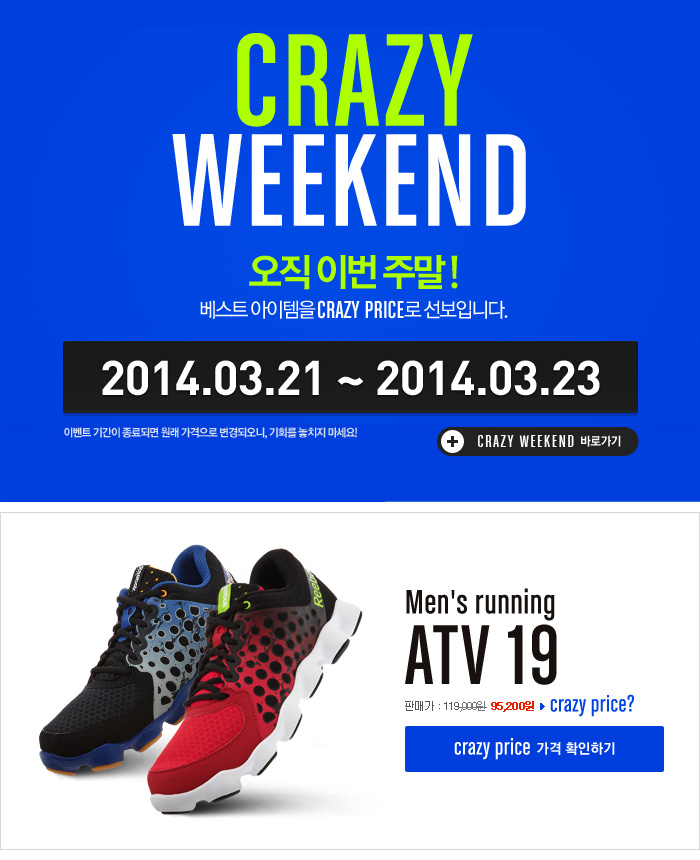 CRAZY
WEEKEND
오직 이번 주말!
베스트 아이템을 CRAZY PRICE로 선보입니다.
2014.03.21 ~ 2014.03.23
이벤트 기간이 종료되면 원래 가격으로 변경되오니, 기회를 놓치지 마세요!
CRAZY WEEKEND 바로가기
Reebok
Men's running
ATV 19
판매가 : 119,000원 95,200원 crazy price?
crazy price 가격 확인하기